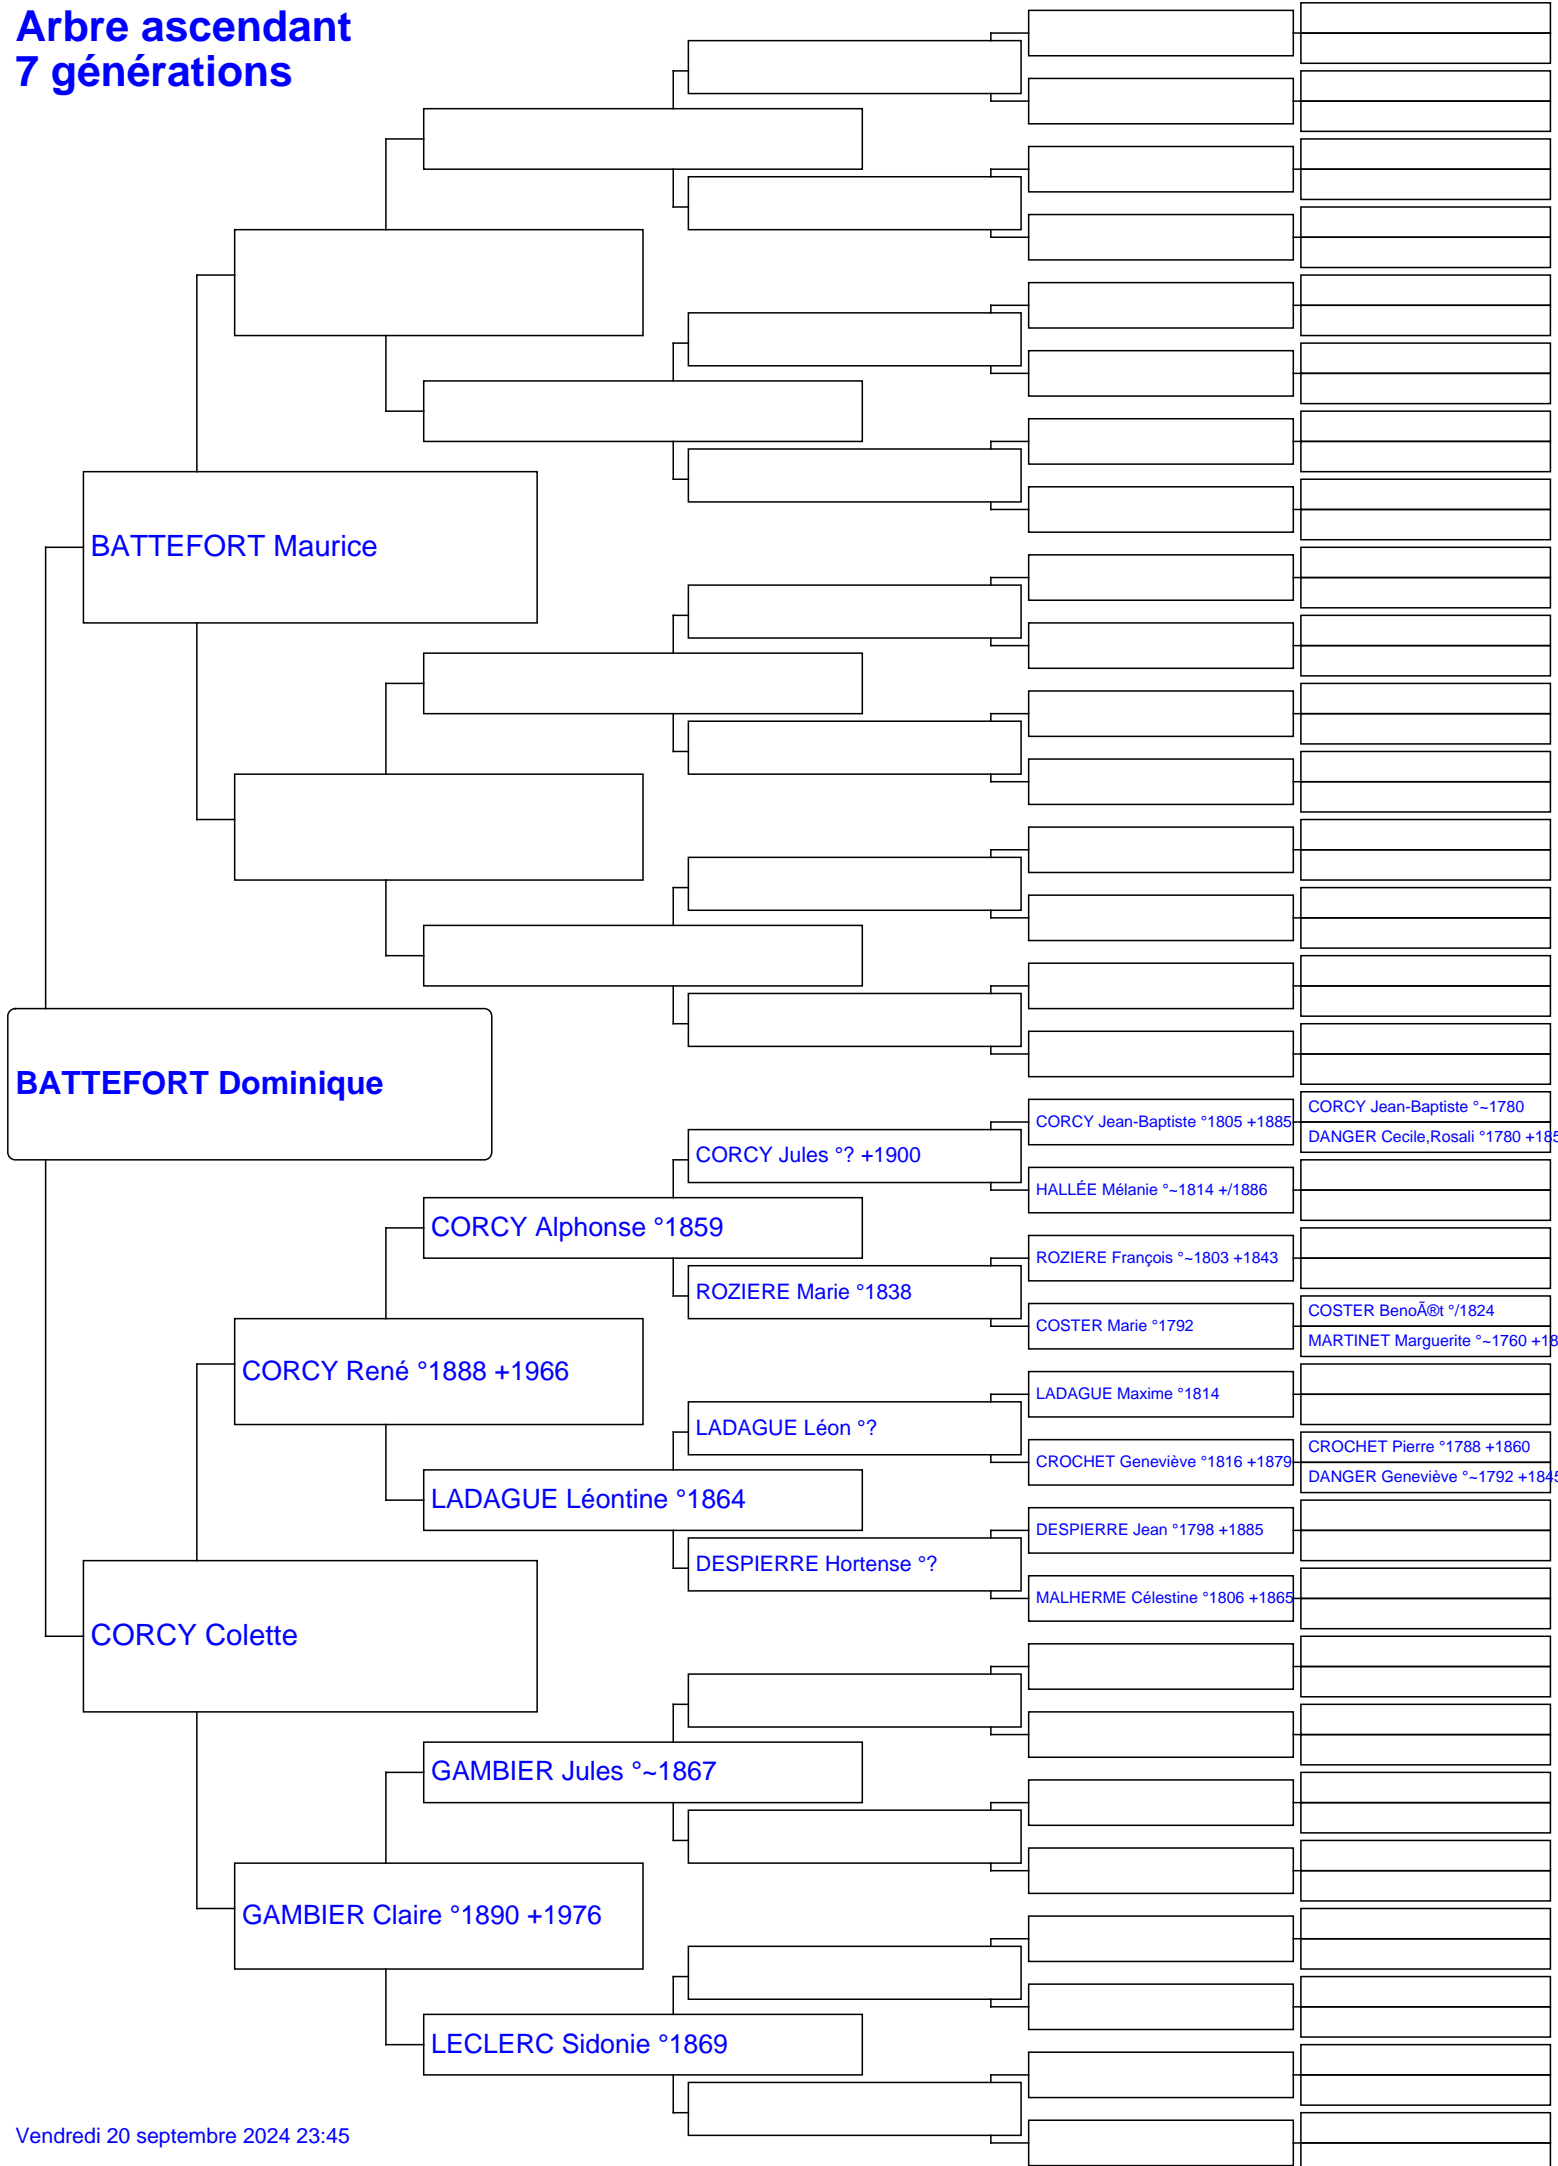 Arbre ascendant
7 générations
BATTEFORT Maurice
BATTEFORT Dominique
CORCY Jean-Baptiste °1805 +1885
CORCY Jean-Baptiste °~1780
DANGER Cecile,Rosali °1780 +185
CORCY Jules °? +1900
HALLÉE Mélanie °~1814 +/1886
CORCY Alphonse °1859
ROZIERE François °~1803 +1843
ROZIERE Marie °1838
COSTER Marie °1792
COSTER BenoÃ®t °/1824
MARTINET Marguerite °~1760 +18
CORCY René °1888 +1966
LADAGUE Maxime °1814
LADAGUE Léon °?
CROCHET Geneviève °1816 +1879
CROCHET Pierre °1788 +1860
DANGER Geneviève °~1792 +1845
LADAGUE Léontine °1864
DESPIERRE Jean °1798 +1885
DESPIERRE Hortense °?
MALHERME Célestine °1806 +1865
CORCY Colette
GAMBIER Jules °~1867
GAMBIER Claire °1890 +1976
LECLERC Sidonie °1869
Vendredi 20 septembre 2024 23:45